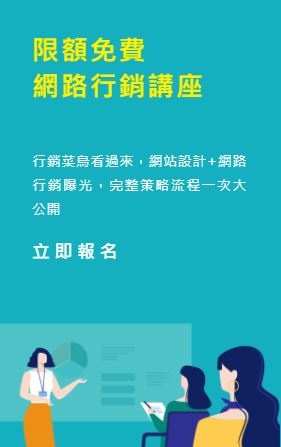 限額免費
網路行銷講座
行銷菜鳥看過來，網站設計+網路
行銷曝光，完整策略流程一次大
公開
立即報名